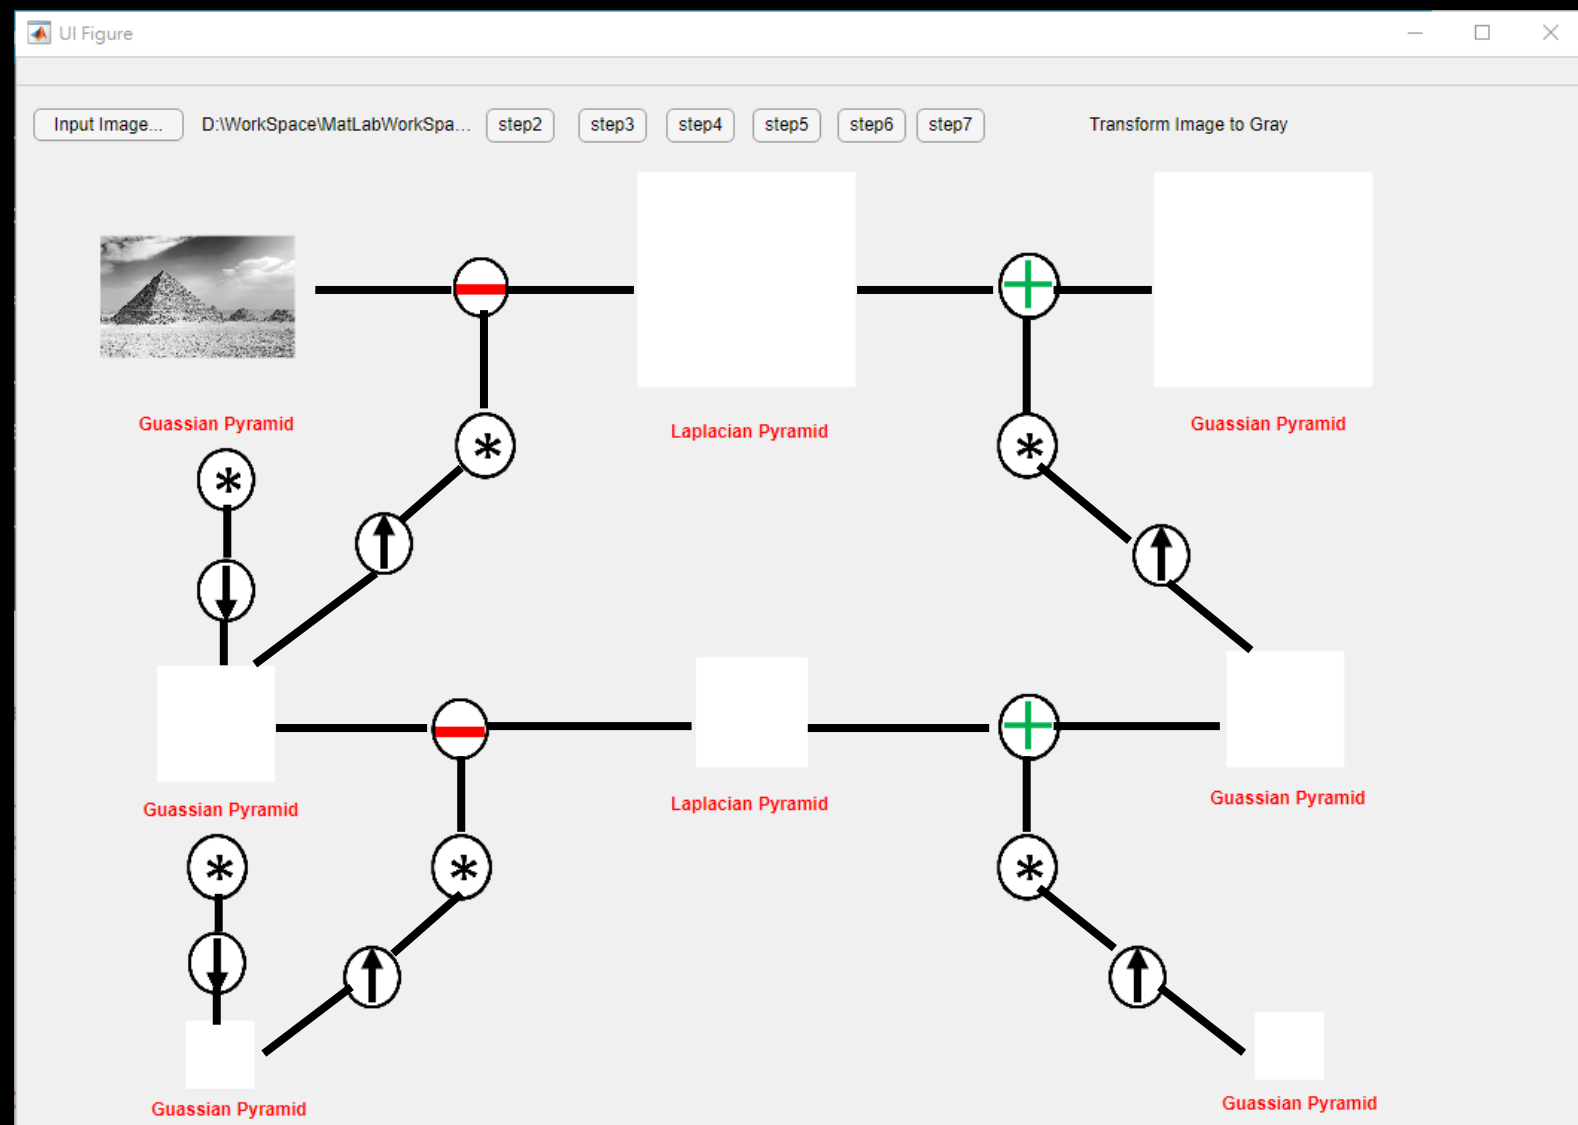 UI Figure
Input Image... D:\WorkSpace\MatLabWorkSpa... step2 step3 step4 step5 step6 step7 Transform Image to Gray
Guassian Pyramid Laplacian Pyramid Guassian Pyramid
*
* *
Guassian Pyramid Laplacian Pyramid Guassian Pyramid
* * *
Guassian Pyramid Guassian Pyramid